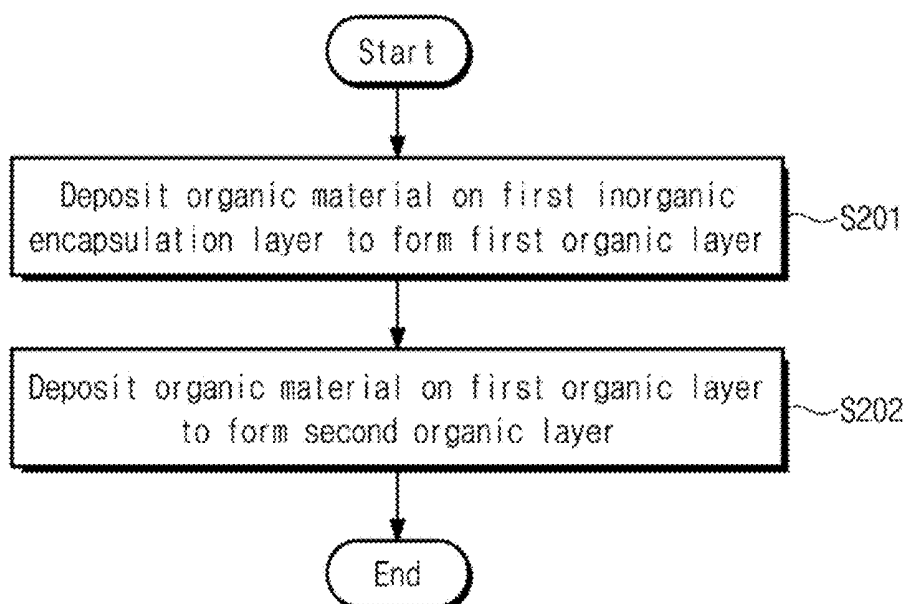 Start
Deposit organic material on first inorganic
encapsulation layer to form first organic layer
S201
Deposit organic material on first organic layer
to form second organic layer
S202
End